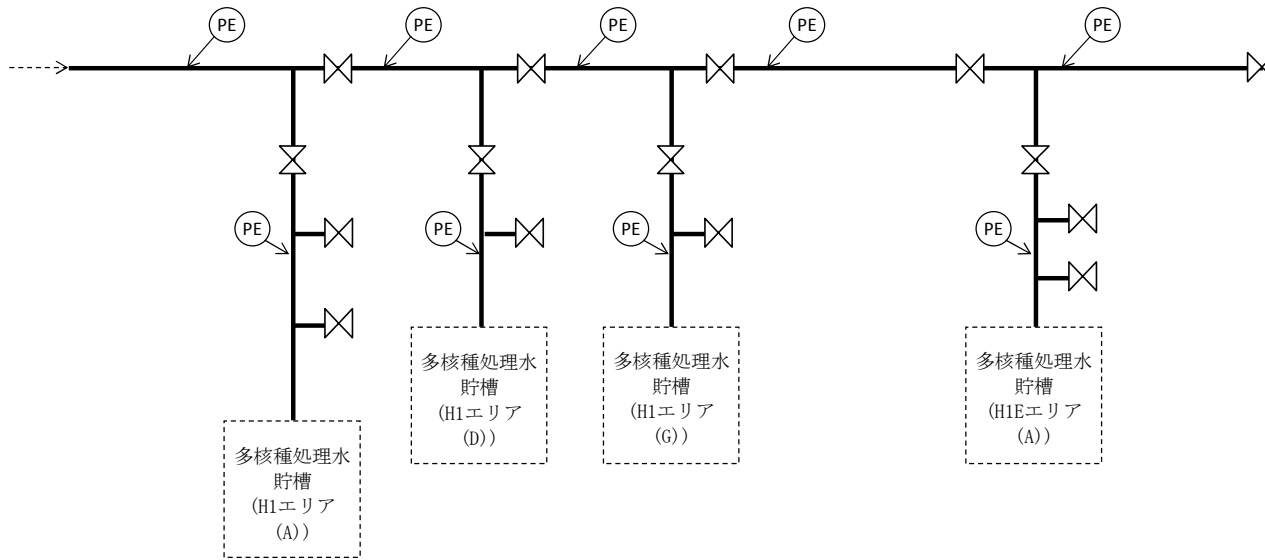 PE
PE
PE
PE
PE
PE
PE
PE
PE
多核種処理水
貯槽
(H1エリア
(A))
多核種処理水
貯槽
(H1エリア
(D))
多核種処理水
貯槽
(H1エリア
(G))
多核種処理水
貯槽
(H1Eエリア
(A))